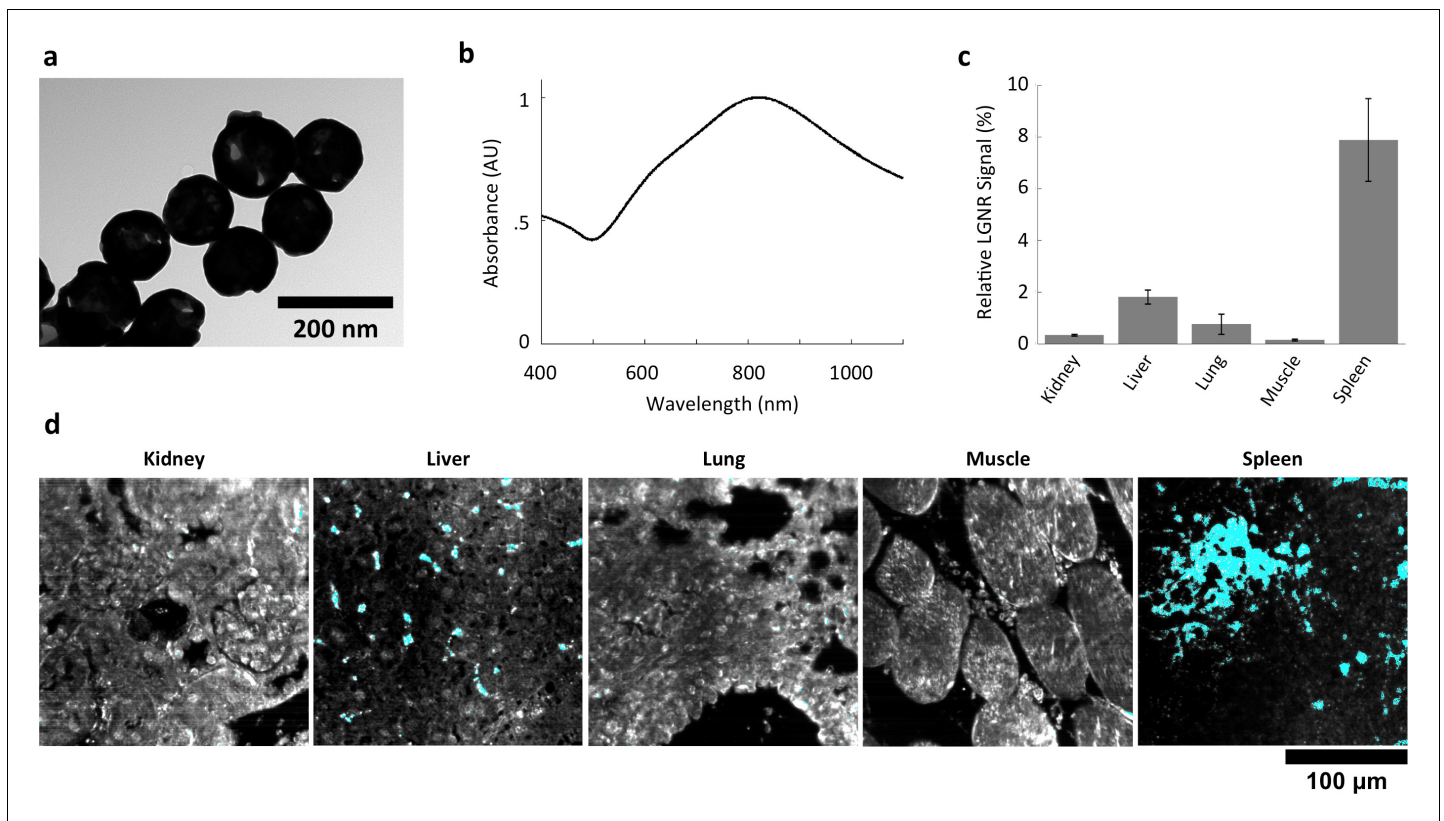 a
200 nm
b
Absorbance (AU)
1
.5
0
400 600 800 1000
Wavelength (nm)
c
Relative LGNR Signal (%)
10
8
6
4
2
0
Kidney Liver Lung Muscle Spleen
d
Kidney Liver Lung Muscle Spleen
100 µm